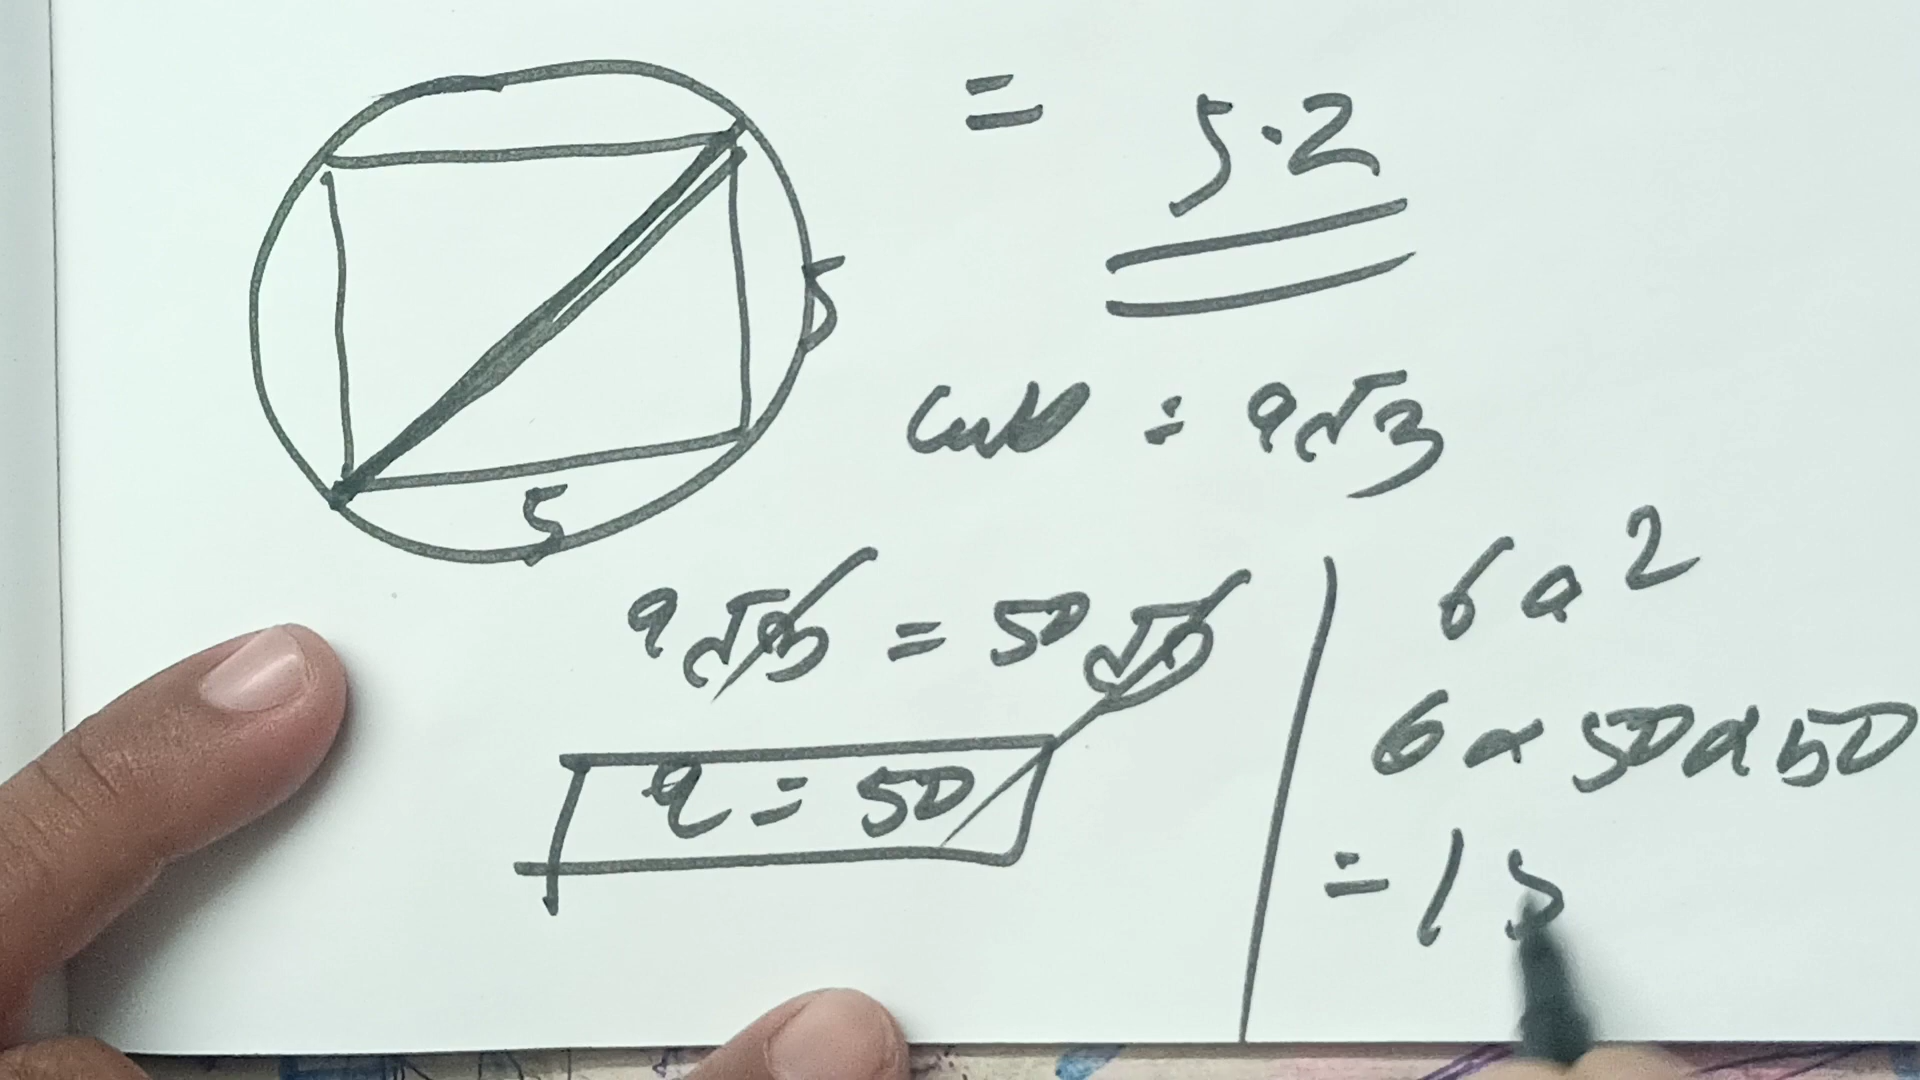 = 5.2
5
5
Cube = a√3
a√3 = 50√3
a = 50
6a²
6 x 50 x 50
= 15